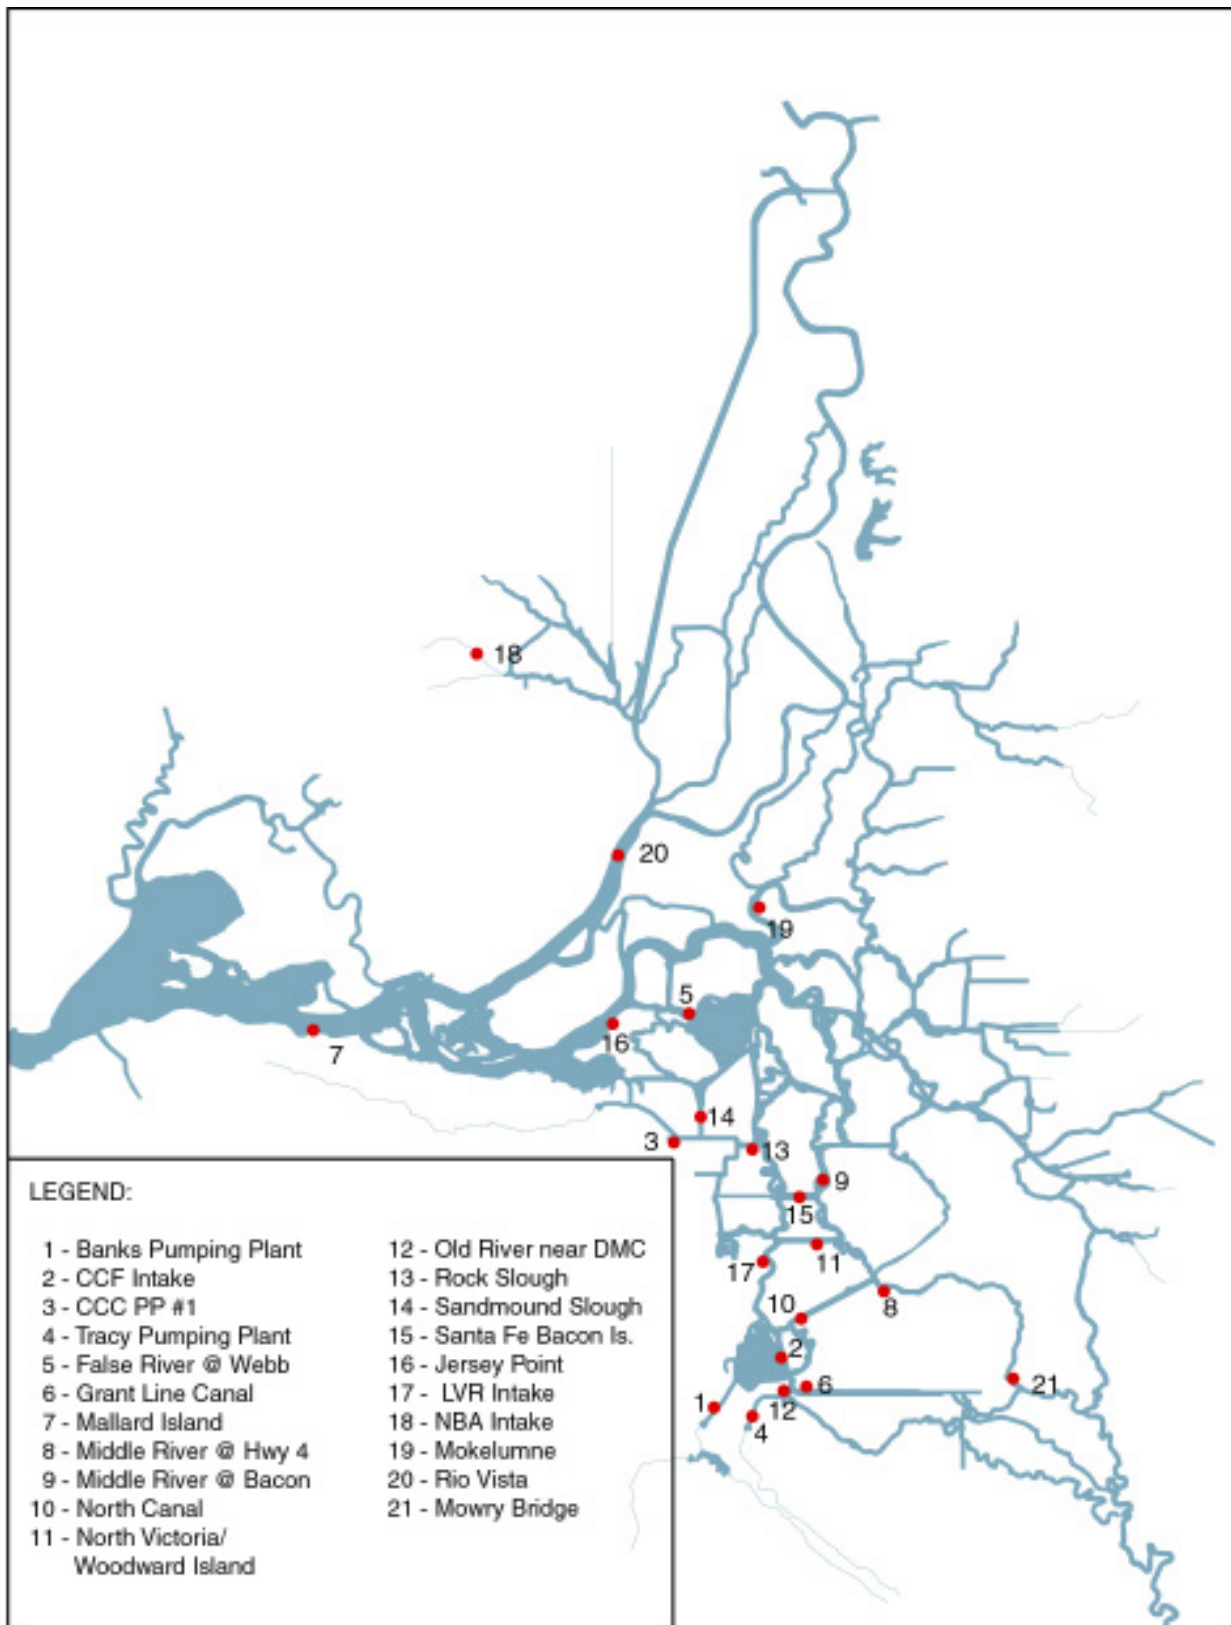 18
20
19
5
16
7
14
3
13
9
15
11
17
8
10
2
6
21
1
12
4
LEGEND:
1 - Banks Pumping Plant
2 - CCF Intake
3 - CCC PP #1
4 - Tracy Pumping Plant
5 - False River @ Webb
6 - Grant Line Canal
7 - Mallard Island
8 - Middle River @ Hwy 4
9 - Middle River @ Bacon
10 - North Canal
11 - North Victoria/
Woodward Island
12 - Old River near DMC
13 - Rock Slough
14 - Sandmound Slough
15 - Santa Fe Bacon Is.
16 - Jersey Point
17 - LVR Intake
18 - NBA Intake
19 - Mokelumne
20 - Rio Vista
21 - Mowry Bridge